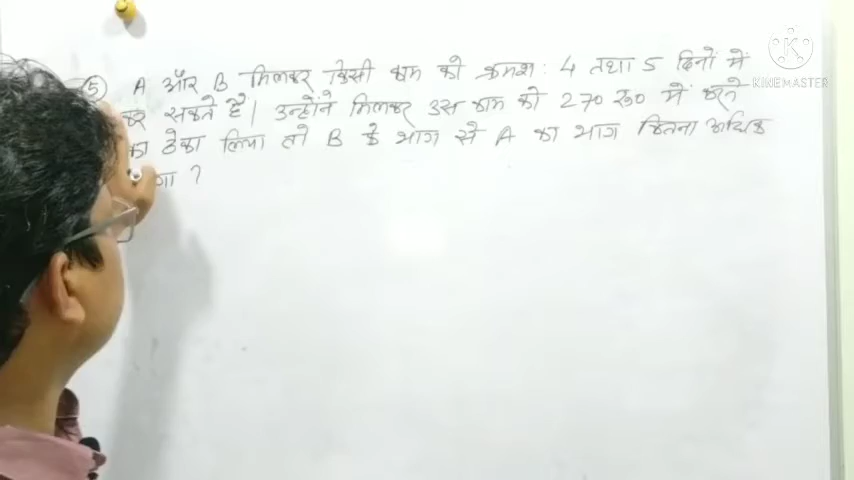 ⑤ A और B मिलकर किसी काम को क्रमश: 4 तथा 5 दिनों में
कर सकते है। उन्होंने मिलकर उस काम को 270 रू० में करने
का ठेका लिया तो B के भाग से A का भाग कितना अधिक
?
KINEMASTER